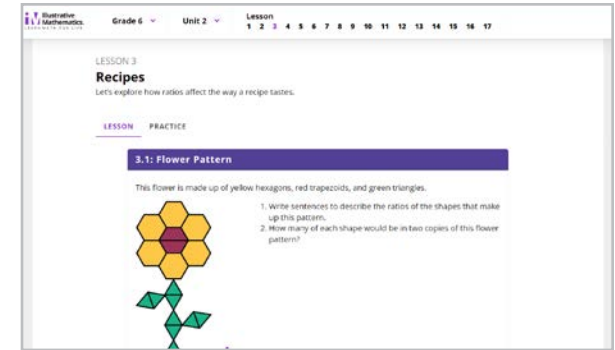 Illustrative
Mathematics.
Grade 6
Unit 2
Lesson
1 2 3 4 5 6 7 8 9 10 11 12 13 14 15 16 17
LESSON 3
Recipes
Let's explore how ratios affect the way a recipe tastes.
LESSON PRACTICE
3.1: Flower Pattern
This flower is made up of yellow hexagons, red trapezoids, and green triangles.
1. Write sentences to describe the ratios of the shapes that make
up this pattern.
2. How many of each shape would be in two copies of this flower
pattern?